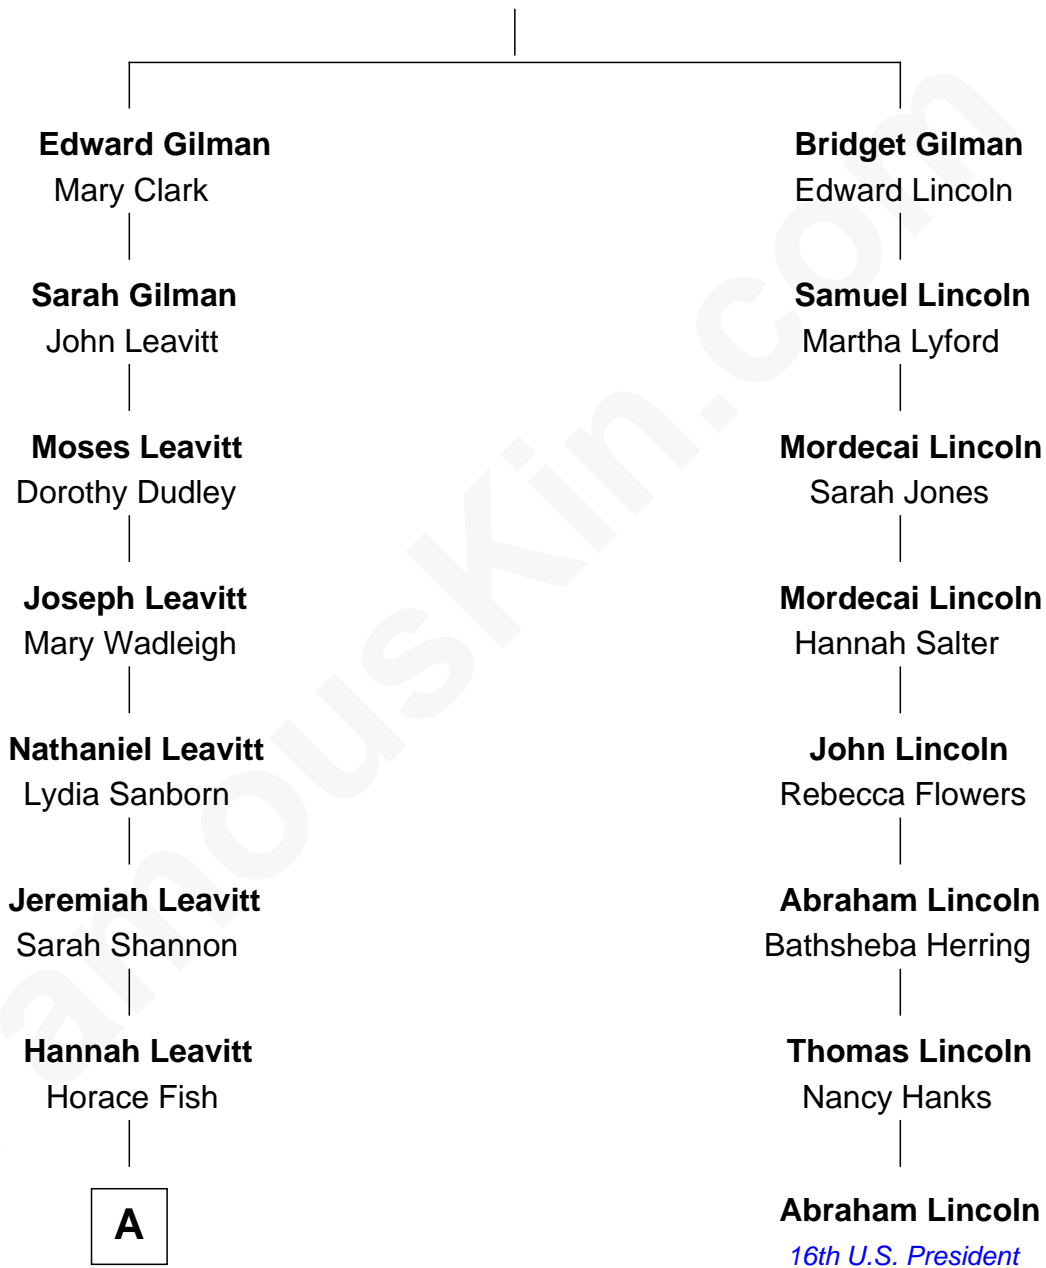 Edward Gilman
Mary Clark
Bridget Gilman
Edward Lincoln
Sarah Gilman
John Leavitt
Samuel Lincoln
Martha Lyford
Moses Leavitt
Dorothy Dudley
Mordecai Lincoln
Sarah Jones
Joseph Leavitt
Mary Wadleigh
Mordecai Lincoln
Hannah Salter
Nathaniel Leavitt
Lydia Sanborn
John Lincoln
Rebecca Flowers
Jeremiah Leavitt
Sarah Shannon
Abraham Lincoln
Bathsheba Herring
Hannah Leavitt
Horace Fish
Thomas Lincoln
Nancy Hanks
A
Abraham Lincoln
16th U.S. President
amousKin.com